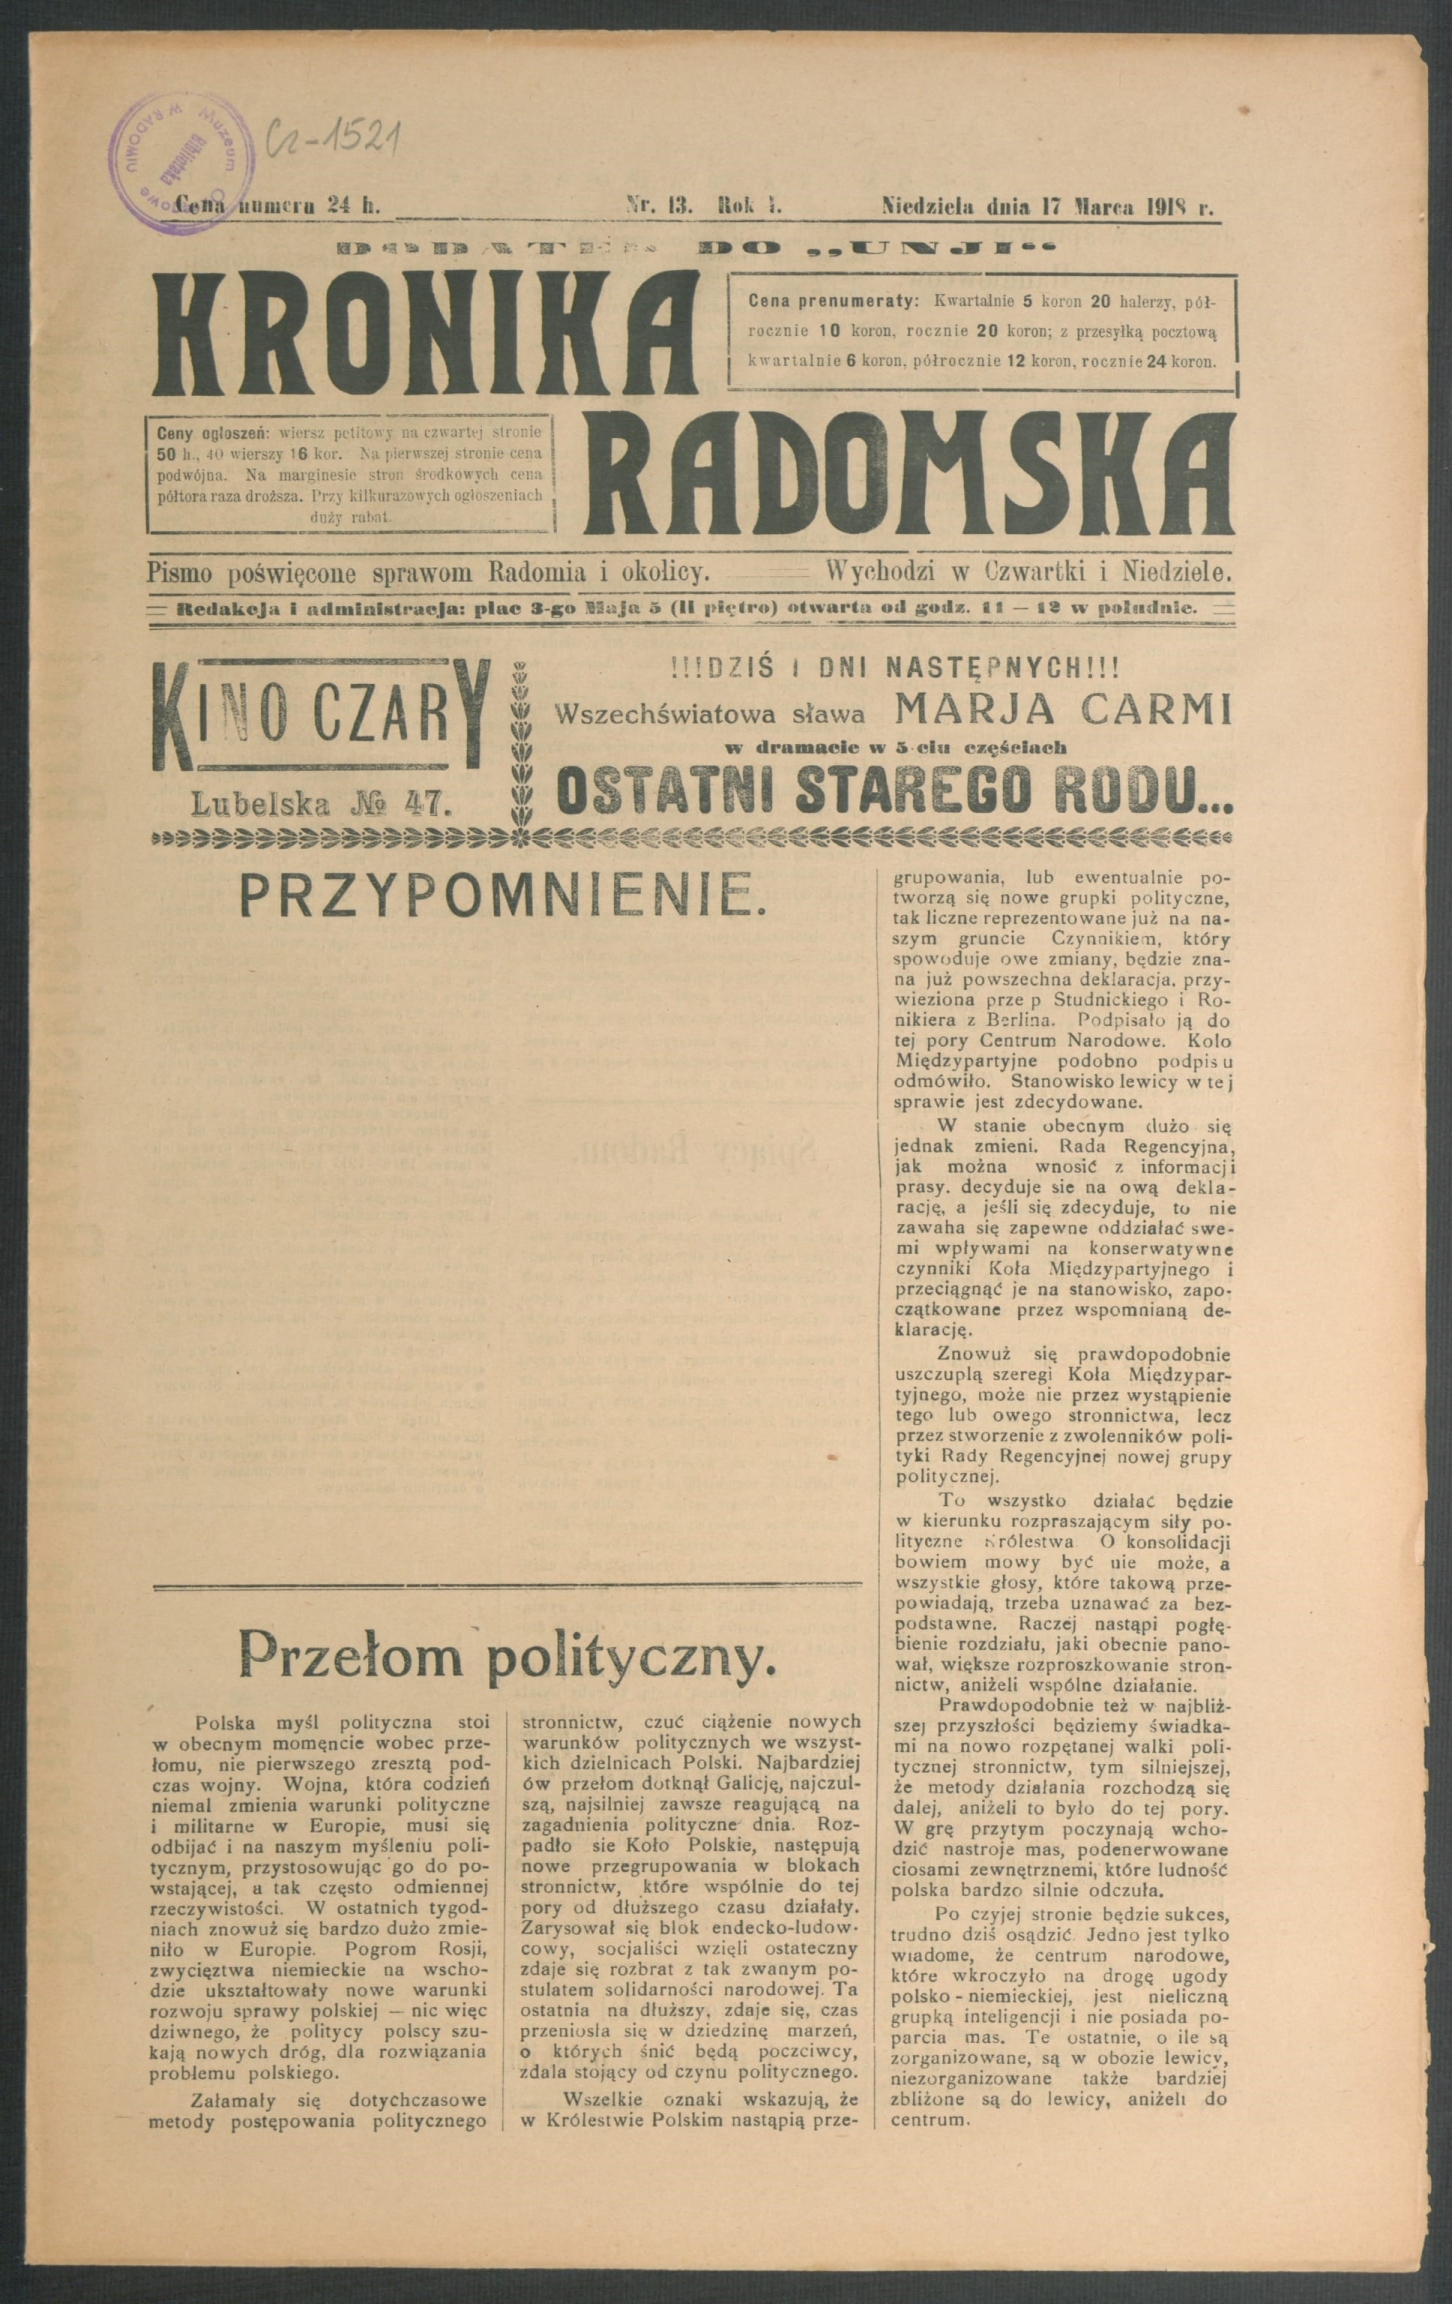 Cz-1521
Muzeum Okręgowe W RADOMIU
Biblioteka
Cena numeru 24 h.
Nr. 13. Rok I.
Niedziela dnia 17 Marca 1918 r.
DODATEK DO „UNJI“
KRONIKA
Cena prenumeraty: Kwartalnie 5 koron 20 halerzy, pół-
rocznie 10 koron, rocznie 20 koron; z przesyłką pocztową
kwartalnie 6 koron, półrocznie 12 koron, rocznie 24 koron.
Ceny ogłoszeń: wiersz petitowy na czwartej stronie
50 h., 40 wierszy 16 kor. Na pierwszej stronie cena
podwójna. Na marginesie stron środkowych cena
półtora raza droższa. Przy kilkurazowych ogłoszeniach
duży rabat.
RADOMSKA
Pismo poświęcone sprawom Radomia i okolicy. Wychodzi w Czwartki i Niedziele.
Redakcja i administracja: plac 3-go Maja 5 (II piętro) otwarta od godz. 11 — 12 w południe.
KINO CZARY
Lubelska № 47.
!!!DZIŚ I DNI NASTĘPNYCH!!!
Wszechświatowa sława MARJA CARMI
w dramacie w 5-ciu częściach
OSTATNI STAREGO RODU...
PRZYPOMNIENIE.
Przełom polityczny.
Polska myśl polityczna stoi
w obecnym momęncie wobec prze-
łomu, nie pierwszego zresztą pod-
czas wojny. Wojna, która codzień
niemal zmienia warunki polityczne
i militarne w Europie, musi się
odbijać i na naszym myśleniu poli-
tycznym, przystosowując go do po-
wstającej, a tak często odmiennej
rzeczywistości. W ostatnich tygod-
niach znowuż się bardzo dużo zmie-
niło w Europie. Pogrom Rosji,
zwycięztwa niemieckie na wscho-
dzie ukształtowały nowe warunki
rozwoju sprawy polskiej — nic więc
dziwnego, że politycy polscy szu-
kają nowych dróg, dla rozwiązania
problemu polskiego.
Załamały się dotychczasowe
metody postępowania politycznego
stronnictw, czuć ciążenie nowych
warunków politycznych we wszyst-
kich dzielnicach Polski. Najbardziej
ów przełom dotknął Galicję, najczul-
szą, najsilniej zawsze reagującą na
zagadnienia polityczne dnia. Roz-
padło sie Koło Polskie, następują
nowe przegrupowania w blokach
stronnictw, które wspólnie do tej
pory od dłuższego czasu działały.
Zarysował się blok endecko-ludow-
cowy, socjaliści wzięli ostateczny
zdaje się rozbrat z tak zwanym po-
stulatem solidarności narodowej. Ta
ostatnia na dłuższy, zdaje się, czas
przeniosła się w dziedzinę marzeń,
o których śnić będą poczciwcy,
zdala stojący od czynu politycznego.
Wszelkie oznaki wskazują, że
w Królestwie Polskim nastąpią prze-
grupowania, lub ewentualnie po-
tworzą się nowe grupki polityczne,
tak liczne reprezentowane już na na-
szym gruncie Czynnikiem, który
spowoduje owe zmiany, będzie zna-
na już powszechna deklaracja, przy-
wieziona prze p Studnickiego i Ro-
nikiera z Berlina. Podpisało ją do
tej pory Centrum Narodowe. Koło
Międzypartyjne podobno podpisu
odmówiło. Stanowisko lewicy w tej
sprawie jest zdecydowane.
W stanie obecnym dużo się
jednak zmieni. Rada Regencyjna,
jak można wnosić z informacji
prasy. decyduje sie na ową dekla-
rację, a jeśli się zdecyduje, to nie
zawaha się zapewne oddziałać swe-
mi wpływami na konserwatywne
czynniki Koła Międzypartyjnego i
przeciągnąć je na stanowisko, zapo-
czątkowane przez wspomnianą de-
klarację.
Znowuż się prawdopodobnie
uszczuplą szeregi Koła Międzypar-
tyjnego, może nie przez wystąpienie
tego lub owego stronnictwa, lecz
przez stworzenie z zwolenników poli-
tyki Rady Regencyjnej nowej grupy
politycznej.
To wszystko działać będzie
w kierunku rozpraszającym siły po-
lityczne Królestwa O konsolidacji
bowiem mowy być nie może, a
wszystkie głosy, które takową prze-
powiadają, trzeba uznawać za bez-
podstawne. Raczej nastąpi pogłę-
bienie rozdziału, jaki obecnie pano-
wał, większe rozproszkowanie stron-
nictw, aniżeli wspólne działanie.
Prawdopodobnie też w najbliż-
szej przyszłości będziemy świadka-
mi na nowo rozpętanej walki poli-
tycznej stronnictw, tym silniejszej,
że metody działania rozchodzą się
dalej, aniżeli to było do tej pory.
W grę przytym poczynają wcho-
dzić nastroje mas, podenerwowane
ciosami zewnętrznemi, które ludność
polska bardzo silnie odczuła.
Po czyjej stronie będzie sukces,
trudno dziś osądzić. Jedno jest tylko
wiadome, że centrum narodowe,
które wkroczyło na drogę ugody
polsko - niemieckiej, jest nieliczną
grupką inteligencji i nie posiada po-
parcia mas. Te ostatnie, o ile są
zorganizowane, są w obozie lewicy,
niezorganizowane także bardziej
zbliżone są do lewicy, aniżeli do
centrum.